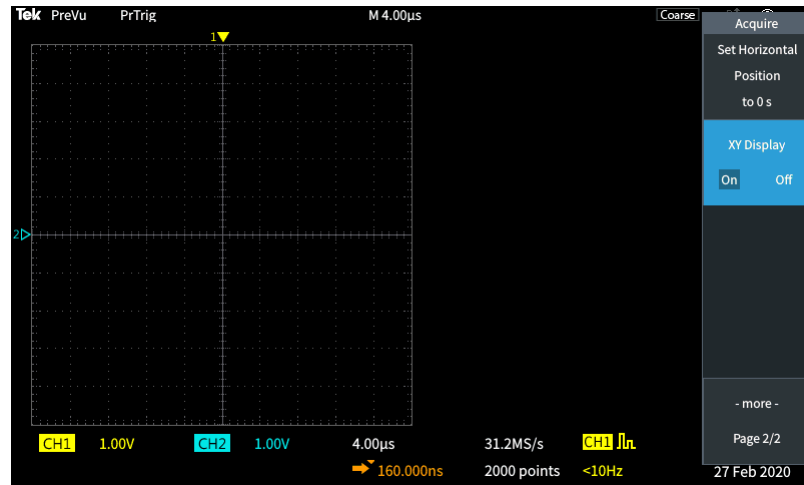 Tek PreVu PrTrig M 4.00µs Coarse
Acquire
Set Horizontal
Position
to 0 s
XY Display
On Off
1
2
- more -
Page 2/2
CH1 1.00V CH2 1.00V 4.00µs 31.2MS/s CH1
160.000ns 2000 points <10Hz 27 Feb 2020